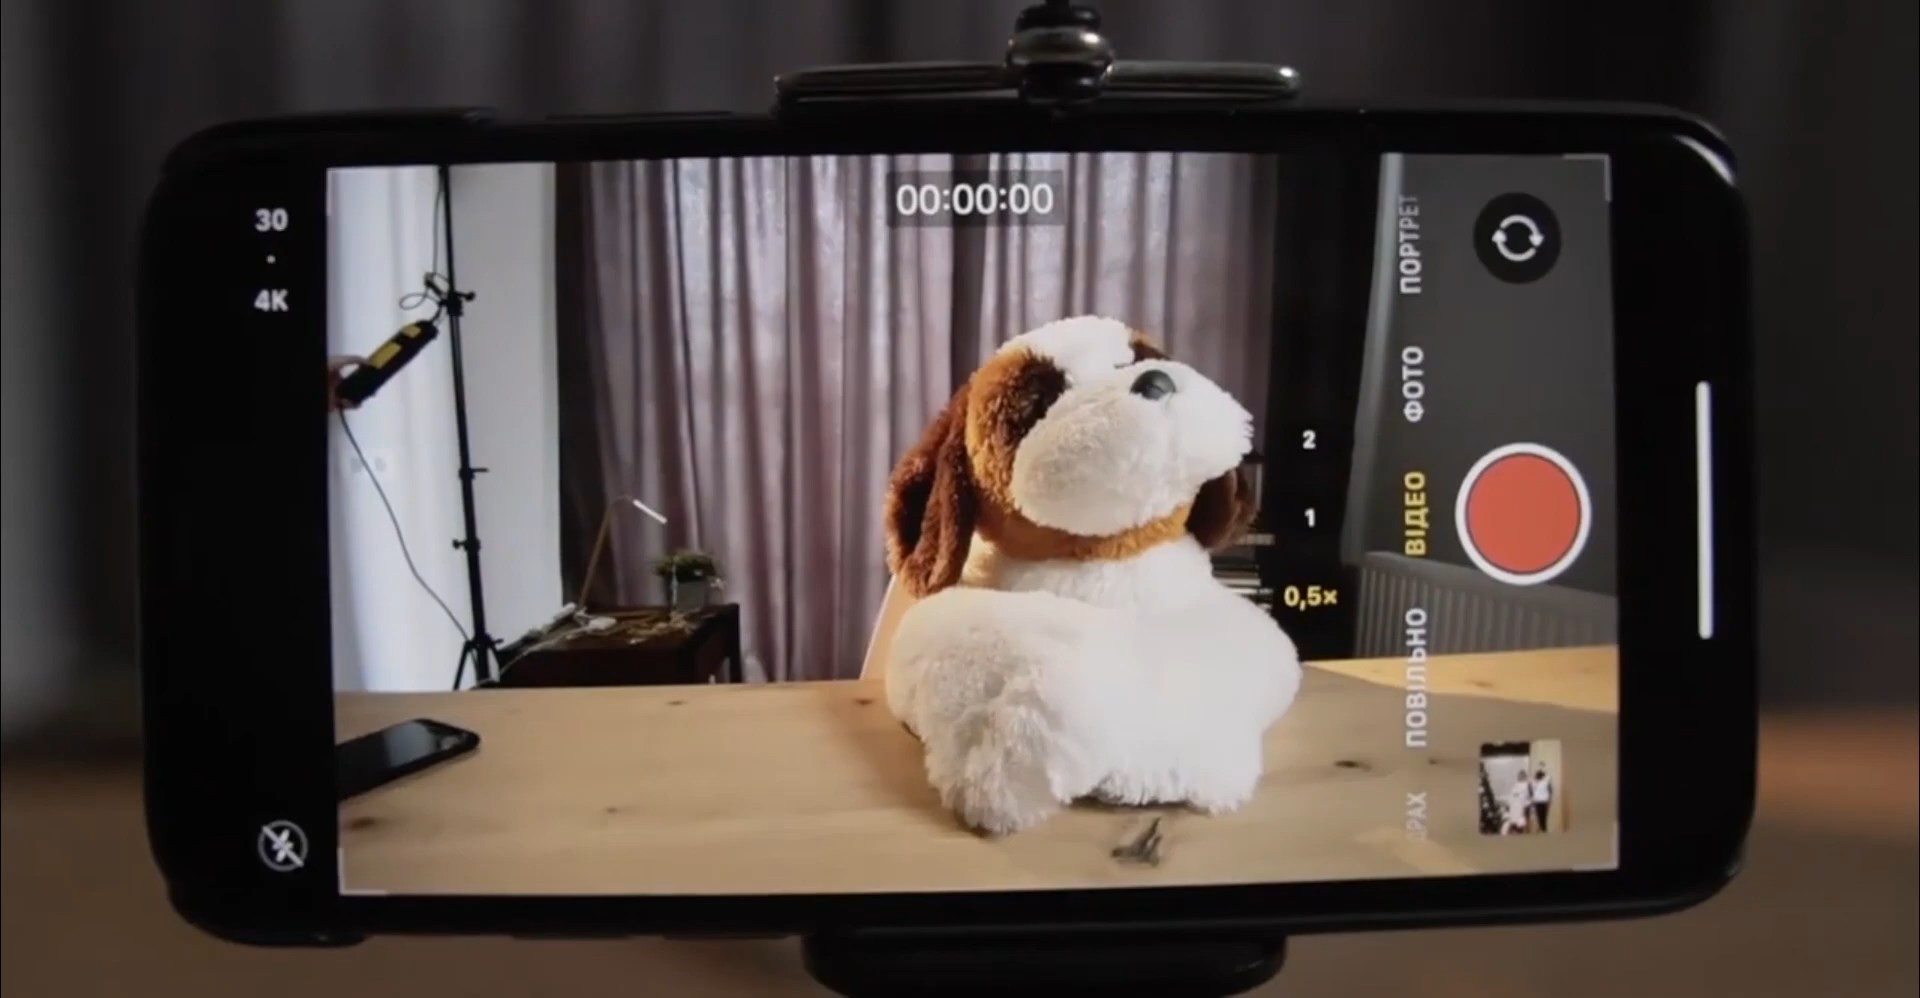 30
4K
00:00:00
2
1
0,5×
ПОРТРЕТ
ФОТО
ВІДЕО
ПОВІЛЬНО